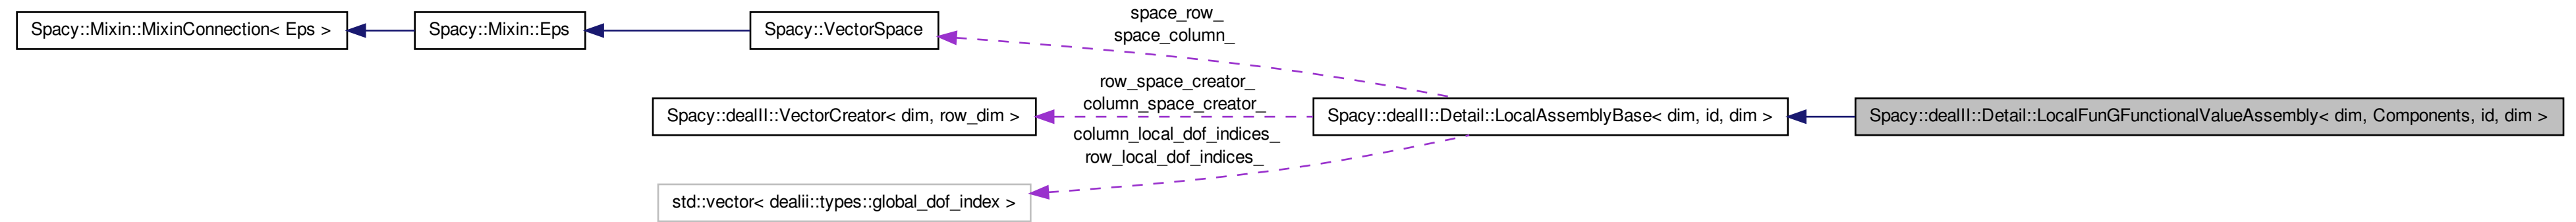 Spacy::Mixin::MixinConnection< Eps >
Spacy::Mixin::Eps
Spacy::VectorSpace
space_row_
space_column_
row_space_creator_
column_space_creator_
Spacy::dealII::VectorCreator< dim, row_dim >
Spacy::dealII::Detail::LocalAssemblyBase< dim, id, dim >
Spacy::dealII::Detail::LocalFunGFunctionalValueAssembly< dim, Components, id, dim >
column_local_dof_indices_
row_local_dof_indices_
std::vector< dealii::types::global_dof_index >